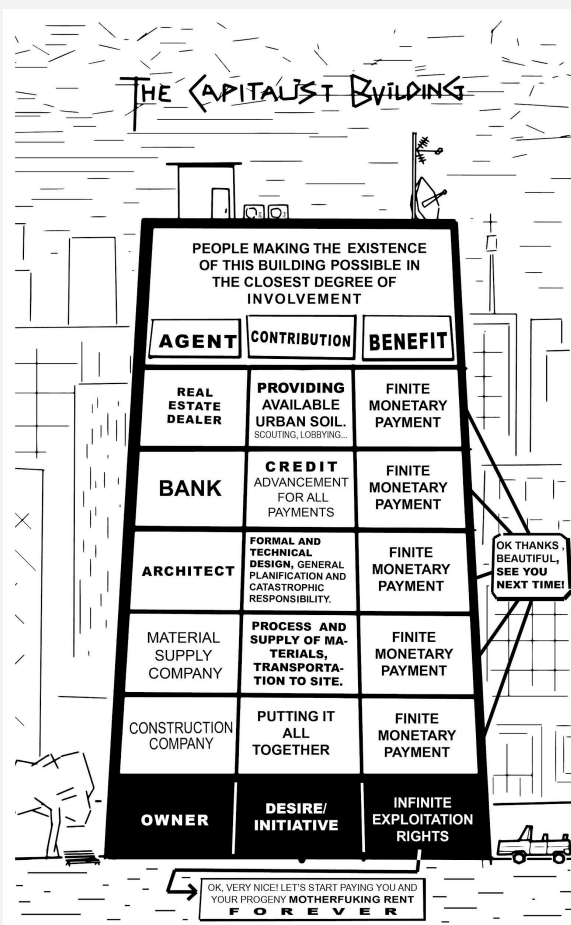 THE CAPITALIST BUILDING
PEOPLE MAKING THE EXISTENCE
OF THIS BUILDING POSSIBLE IN
THE CLOSEST DEGREE OF
INVOLVEMENT
AGENT
CONTRIBUTION
BENEFIT
REAL
ESTATE
DEALER
PROVIDING
AVAILABLE
URBAN SOIL.
SCOUTING, LOBBYING...
FINITE
MONETARY
PAYMENT
BANK
CREDIT
ADVANCEMENT
FOR ALL
PAYMENTS
FINITE
MONETARY
PAYMENT
ARCHITECT
FORMAL AND
TECHNICAL
DESIGN, GENERAL
PLANIFICATION AND
CATASTROPHIC
RESPONSIBILITY.
FINITE
MONETARY
PAYMENT
MATERIAL
SUPPLY
COMPANY
PROCESS AND
SUPPLY OF MA-
TERIALS,
TRANSPORTA-
TION TO SITE.
FINITE
MONETARY
PAYMENT
CONSTRUCTION
COMPANY
PUTTING IT
ALL
TOGETHER
FINITE
MONETARY
PAYMENT
OK THANKS ,
BEAUTIFUL,
SEE YOU
NEXT TIME!
OWNER
DESIRE/
INITIATIVE
INFINITE
EXPLOITATION
RIGHTS
OK, VERY NICE! LET'S START PAYING YOU AND
YOUR PROGENY MOTHERFUKING RENT
FOREVER